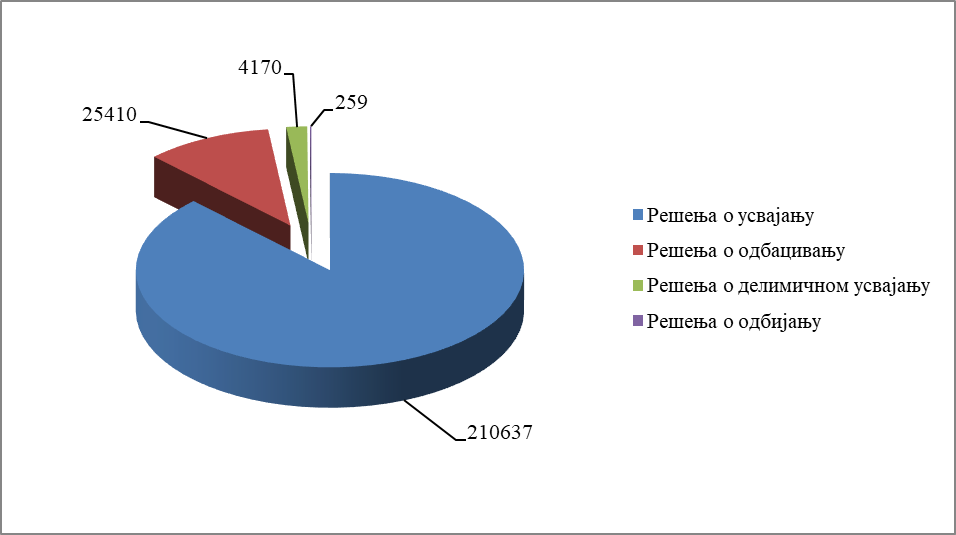 4170
259
25410
Решења о усвајању
Решења о одбацивању
Решења о делимичном усвајању
Решења о одбијању
210637